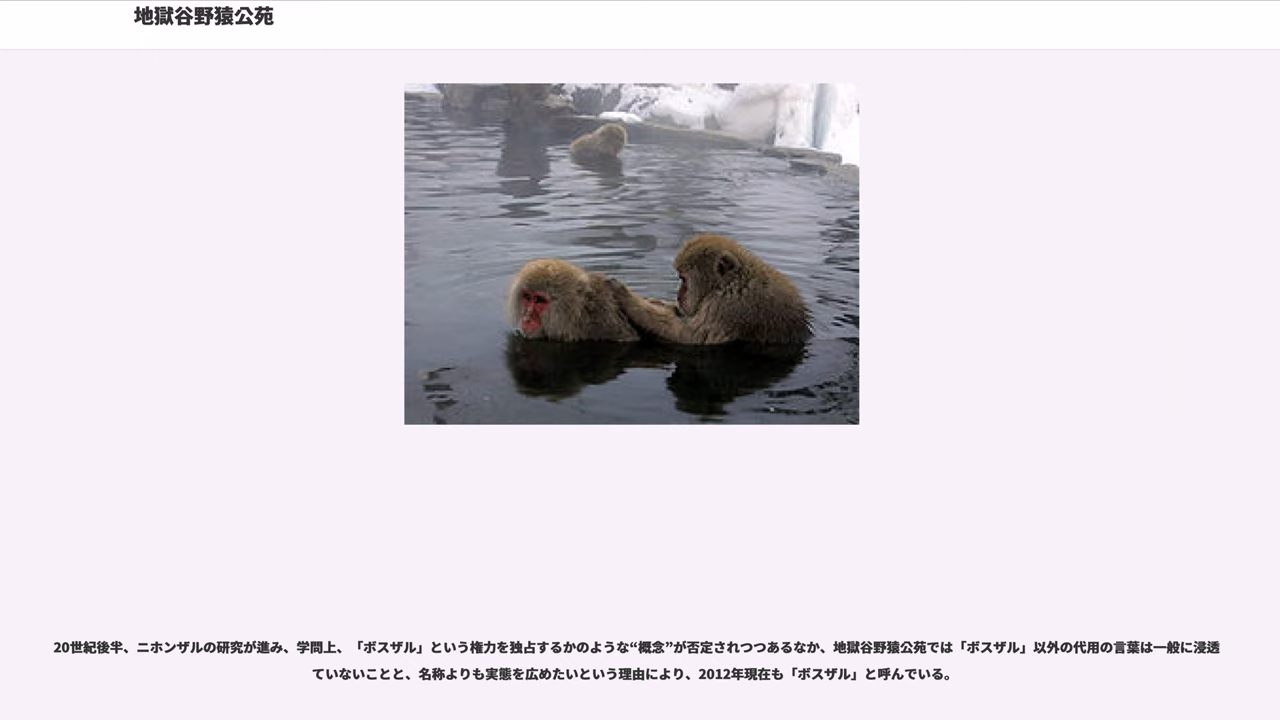 地獄谷野猿公苑
20世紀後半、ニホンザルの研究が進み、学問上、「ボスザル」という権力を独占するかのような“概念”が否定されつつあるなか、地獄谷野猿公苑では「ボスザル」以外の代用の言葉は一般に浸透
ていないことと、名称よりも実態を広めたいという理由により、2012年現在も「ボスザル」と呼んでいる。